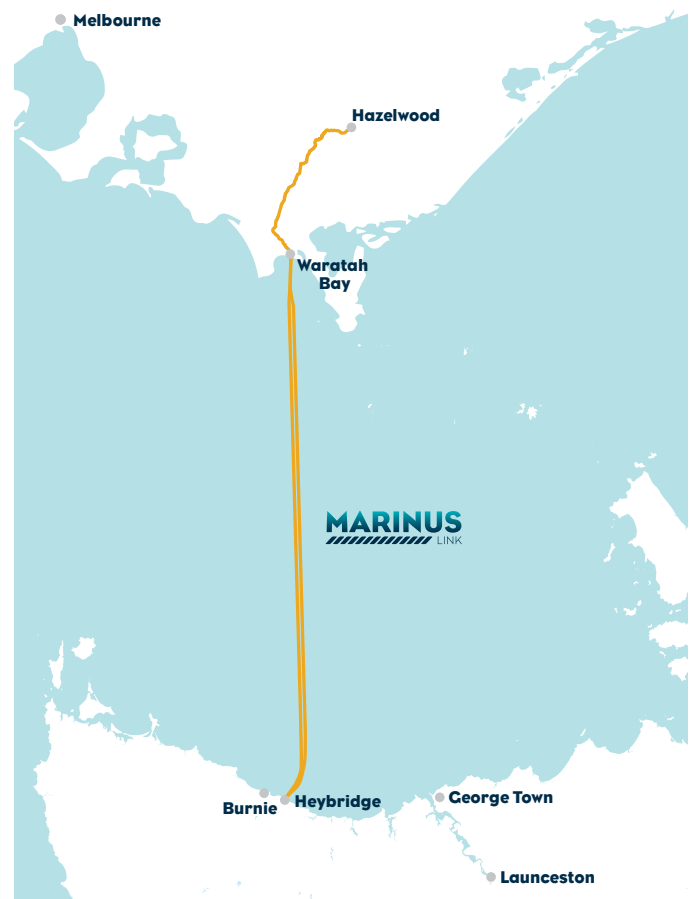 Melbourne
Hazelwood
Waratah
Bay
MARINUS
LINK
Heybridge
Burnie
George Town
Launceston